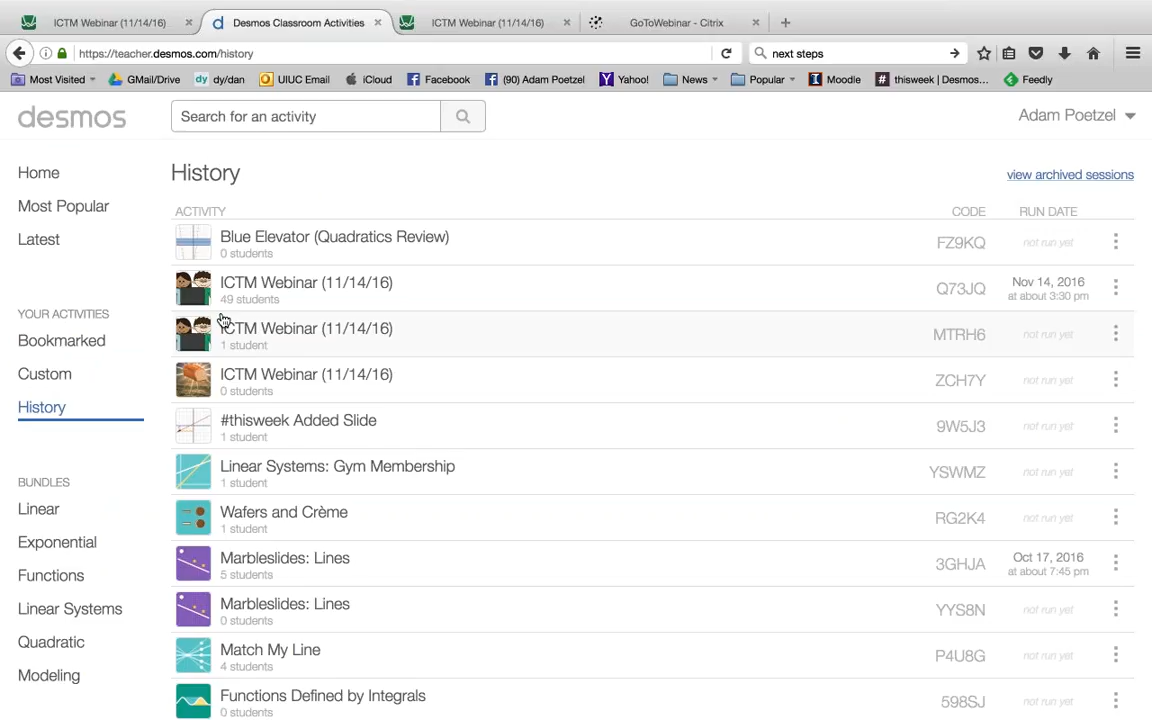 ICTM Webinar (11/14/16) × Desmos Classroom Activities × ICTM Webinar (11/14/16) × GoToWebinar - Citrix × +
https://teacher.desmos.com/history next steps
Most Visited GMail/Drive dy dy/dan UIUC Email iCloud Facebook (90) Adam Poetzel Yahoo! News Popular Moodle # thisweek | Desmos... Feedly
desmos Search for an activity Adam Poetzel
Home
Most Popular
Latest
YOUR ACTIVITIES
Bookmarked
Custom
History
BUNDLES
Linear
Exponential
Functions
Linear Systems
Quadratic
Modeling
History view archived sessions
ACTIVITY CODE RUN DATE
Blue Elevator (Quadratics Review) FZ9KQ not run yet
0 students
ICTM Webinar (11/14/16) Q73JQ Nov 14, 2016
49 students at about 3:30 pm
ICTM Webinar (11/14/16) MTRH6 not run yet
1 student
ICTM Webinar (11/14/16) ZCH7Y not run yet
0 students
#thisweek Added Slide 9W5J3 not run yet
1 student
Linear Systems: Gym Membership YSWMZ not run yet
1 student
Wafers and Crème RG2K4 not run yet
1 student
Marbleslides: Lines 3GHJA Oct 17, 2016
5 students at about 7:45 pm
Marbleslides: Lines YYS8N not run yet
0 students
Match My Line P4U8G not run yet
4 students
Functions Defined by Integrals 598SJ not run yet
0 students